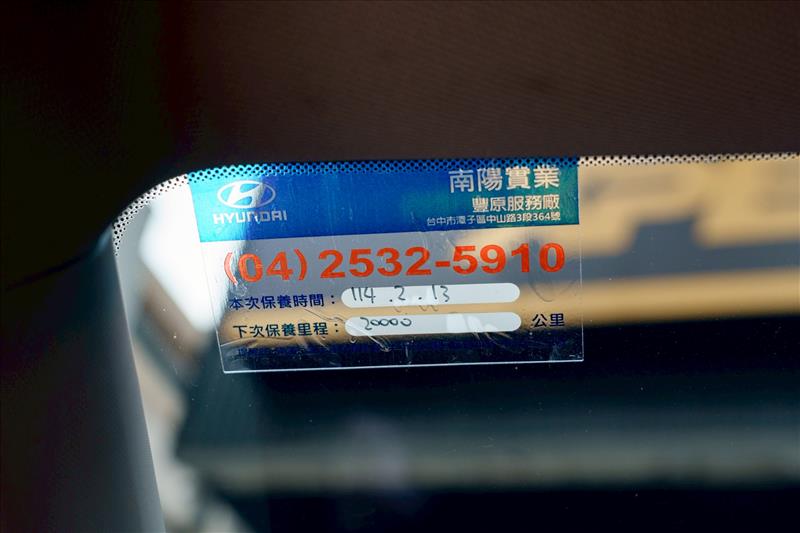 南陽實業
HYUNDAI
豐原服務廠
台中市潭子區中山路3段364號
(04) 2532-5910
本次保養時間：114.2.13
下次保養里程：20000 公里